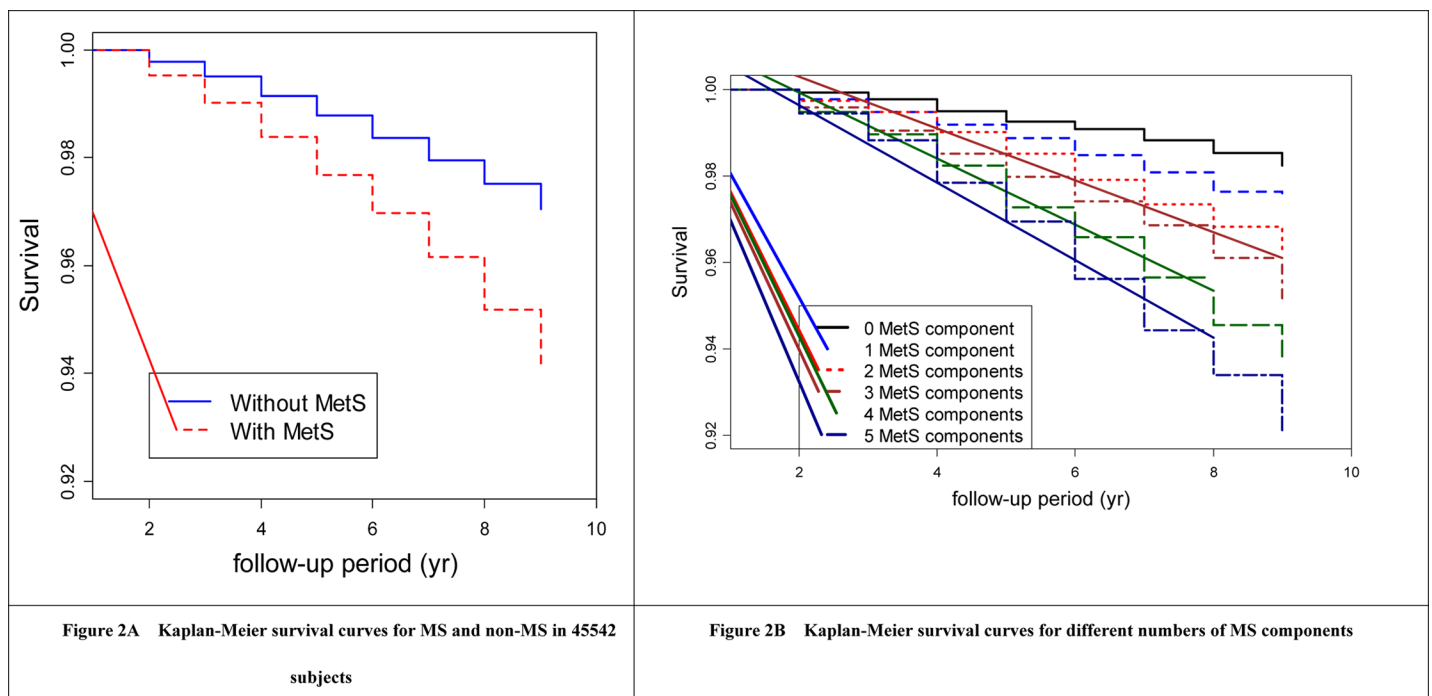 1.00
0.98
0.96
0.94
0.92
Survival
Without MetS
With MetS
2 4 6 8 10
follow-up period (yr)
1.00
0.98
0.96
0.94
0.92
Survival
0 MetS component
1 MetS component
2 MetS components
3 MetS components
4 MetS components
5 MetS components
2 4 6 8 10
follow-up period (yr)
Figure 2A Kaplan-Meier survival curves for MS and non-MS in 45542
subjects
Figure 2B Kaplan-Meier survival curves for different numbers of MS components